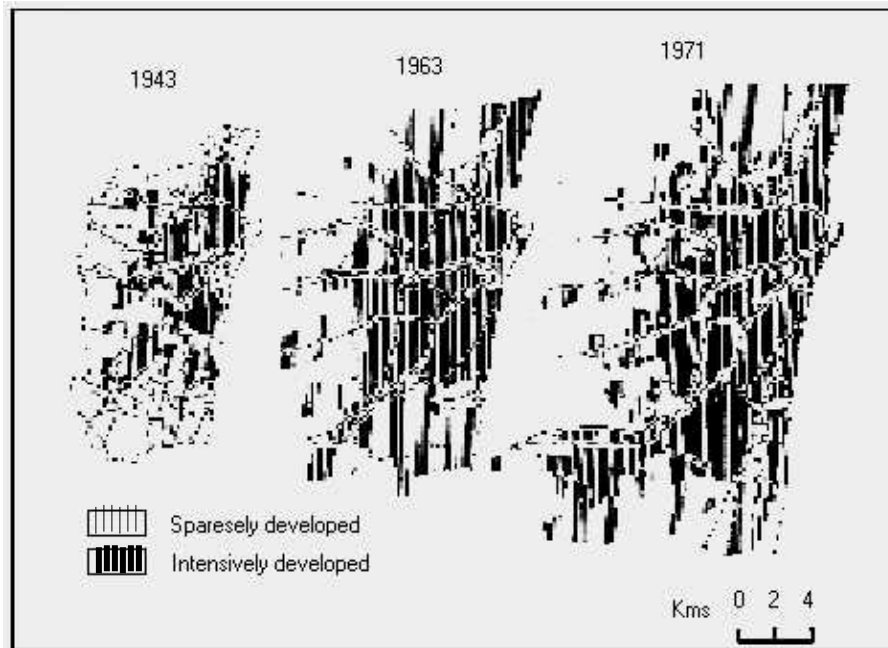 1943
1963
1971
Sparesely developed
Intensively developed
Kms 0 2 4